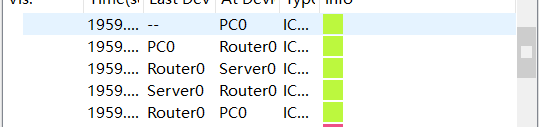 Vis. Time(s Last Dev At Devi Type Info
1959.... -- PC0 IC...
1959.... PC0 Router0 IC...
1959.... Router0 Server0 IC...
1959.... Server0 Router0 IC...
1959.... Router0 PC0 IC...